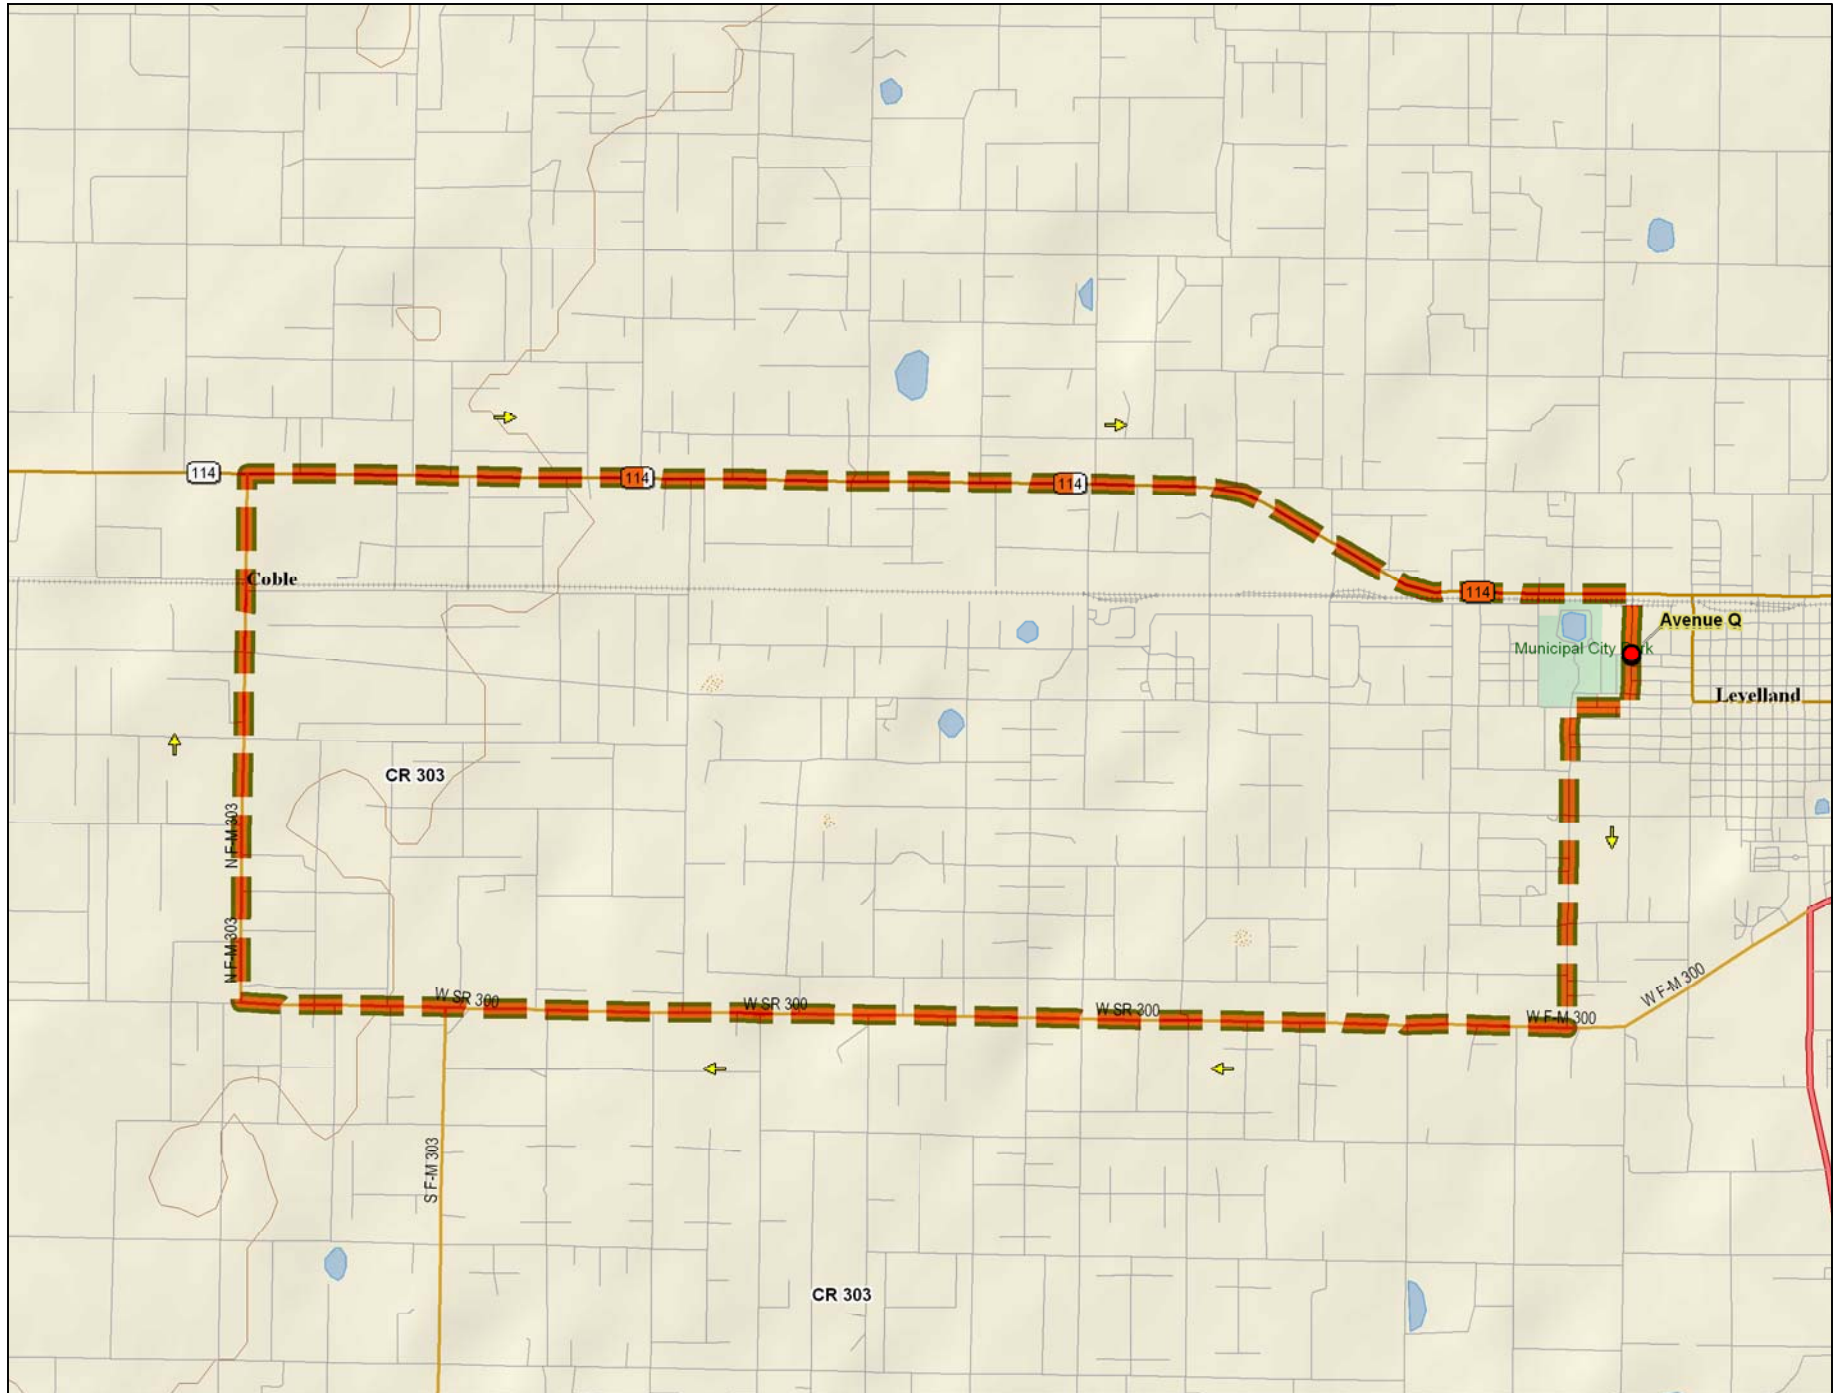 114
114
114
Coble
114
Avenue Q
Municipal City Park
Levelland
CR 303
N F-M 303
N F-M 303
W SR 300
W SR 300
W SR 300
W F-M 300
W F-M 300
S F-M 303
CR 303